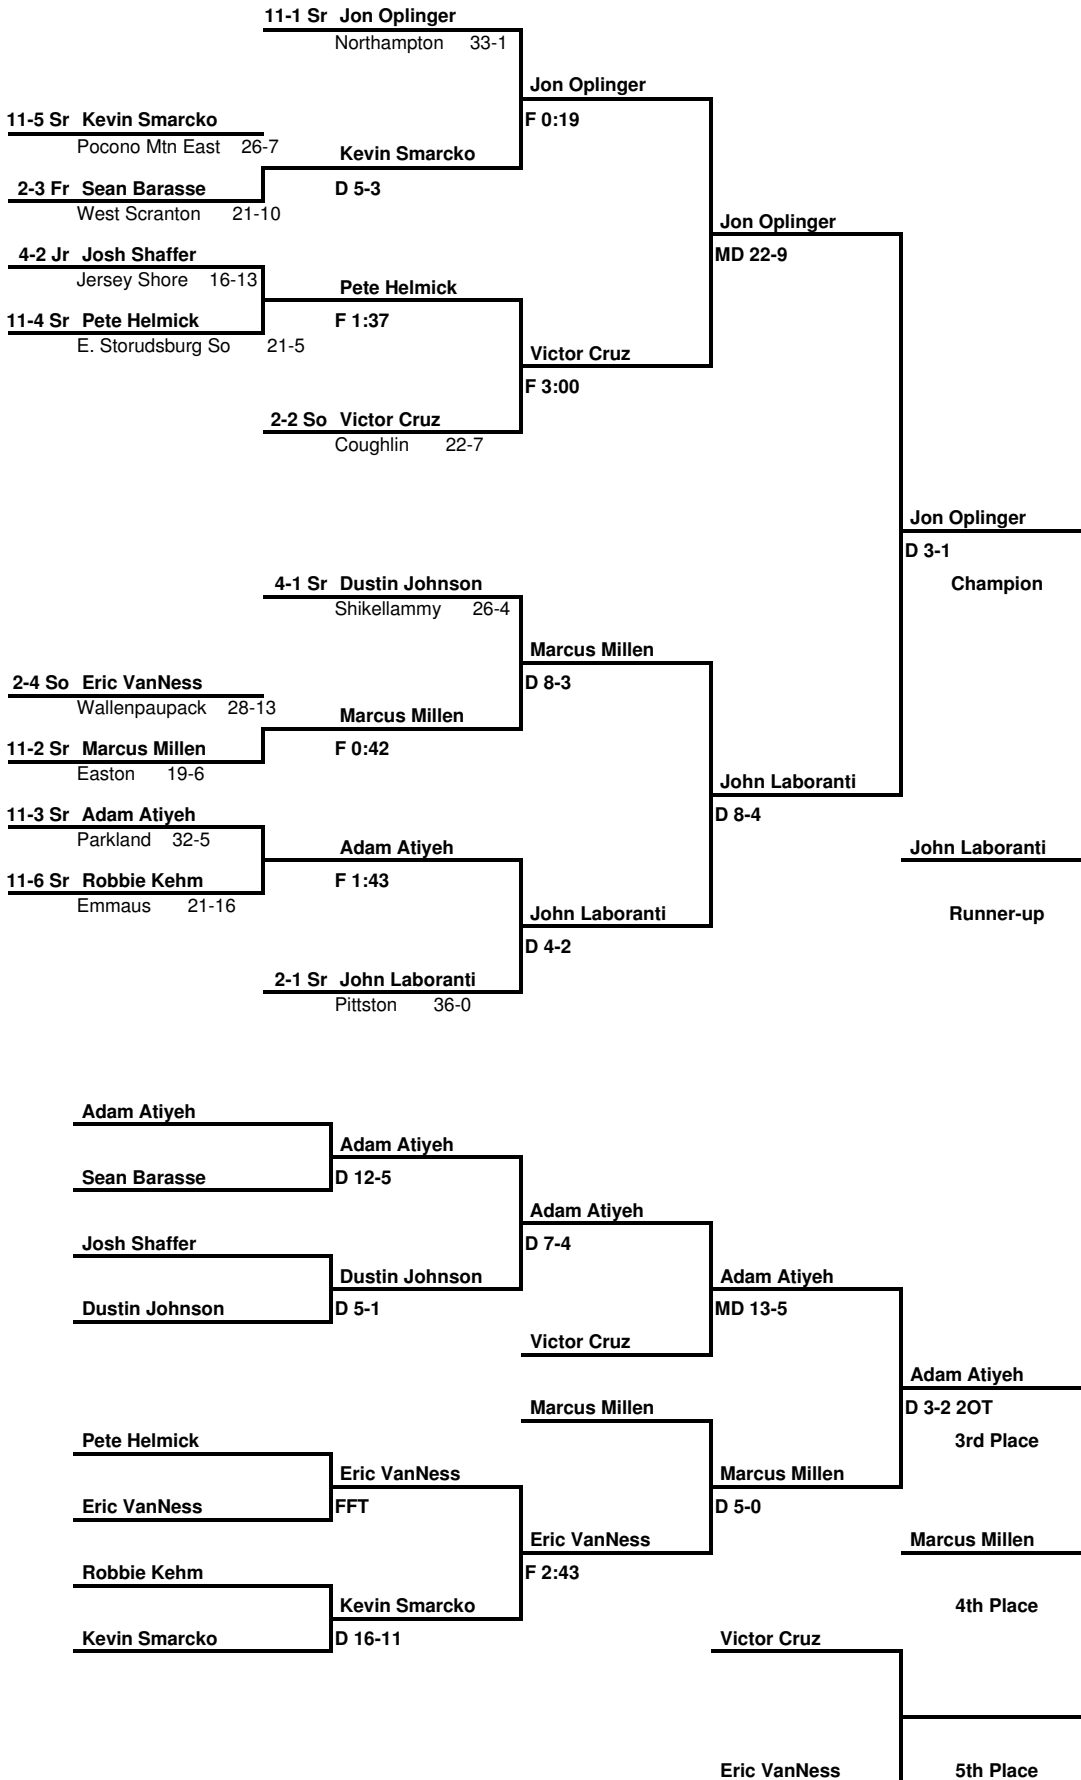 11-1 Sr Jon Oplinger
Northampton 33-1
Jon Oplinger
11-5 Sr Kevin Smarcko
F 0:19
Pocono Mtn East 26-7
Kevin Smarcko
2-3 Fr Sean Barasse
D 5-3
West Scranton 21-10
Jon Oplinger
4-2 Jr Josh Shaffer
MD 22-9
Jersey Shore 16-13
Pete Helmick
11-4 Sr Pete Helmick
F 1:37
E. Storudsburg So 21-5
Victor Cruz
F 3:00
2-2 So Victor Cruz
Coughlin 22-7
Jon Oplinger
D 3-1
4-1 Sr Dustin Johnson
Champion
Shikellammy 26-4
Marcus Millen
2-4 So Eric VanNess
D 8-3
Wallenpaupack 28-13
Marcus Millen
11-2 Sr Marcus Millen
F 0:42
Easton 19-6
John Laboranti
11-3 Sr Adam Atiyeh
D 8-4
Parkland 32-5
Adam Atiyeh
John Laboranti
11-6 Sr Robbie Kehm
F 1:43
Emmaus 21-16
John Laboranti
Runner-up
D 4-2
2-1 Sr John Laboranti
Pittston 36-0
Adam Atiyeh
Adam Atiyeh
Sean Barasse
D 12-5
Adam Atiyeh
Josh Shaffer
D 7-4
Dustin Johnson
Adam Atiyeh
Dustin Johnson
D 5-1
MD 13-5
Victor Cruz
Adam Atiyeh
Marcus Millen
D 3-2 2OT
Pete Helmick
3rd Place
Eric VanNess
Marcus Millen
Eric VanNess
FFT
D 5-0
Eric VanNess
Marcus Millen
Robbie Kehm
F 2:43
Kevin Smarcko
4th Place
Kevin Smarcko
D 16-11
Victor Cruz
Eric VanNess
5th Place